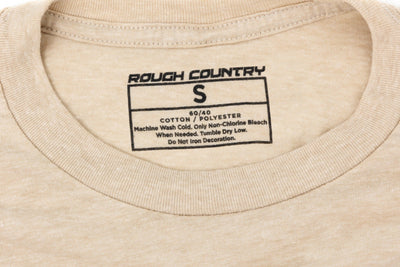 ROUGH COUNTRY
S
60/40
COTTON / POLYESTER
Machine Wash Cold. Only Non-Chlorine Bleach
When Needed. Tumble Dry Low.
Do Not Iron Decoration.